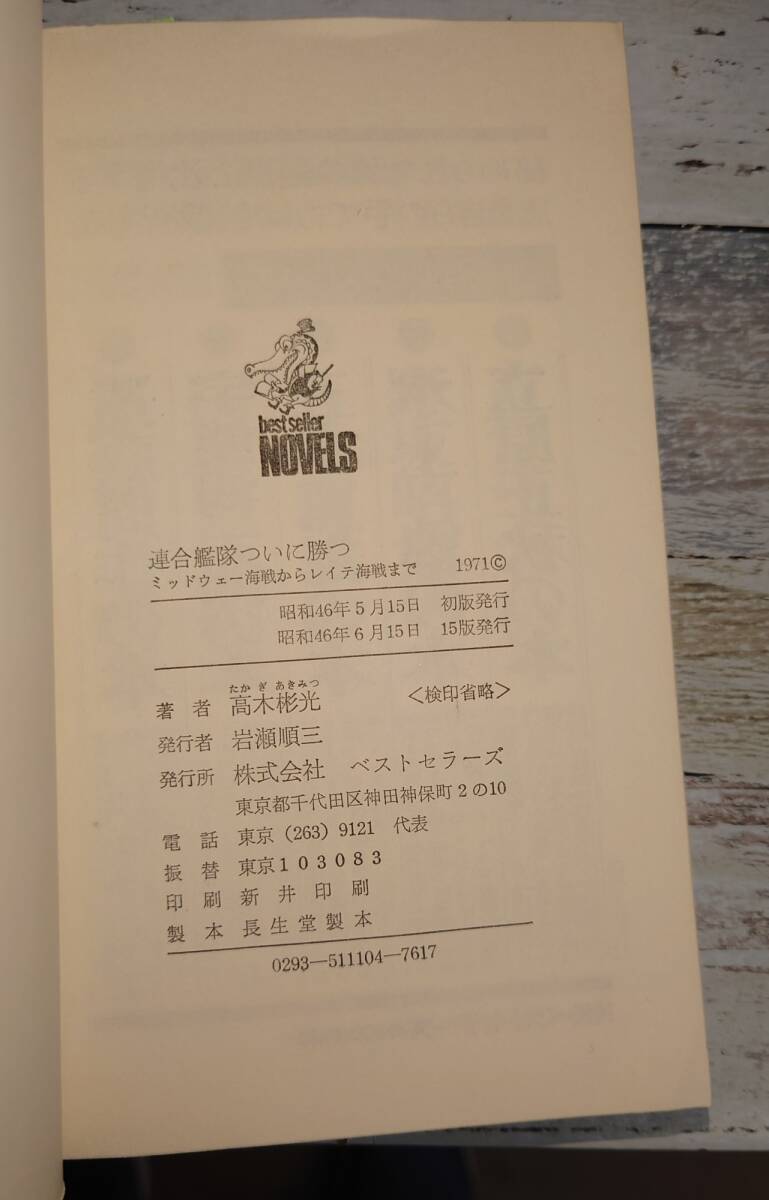 best seller
NOVELS
連合艦隊ついに勝つ
ミッドウェー海戦からレイテ海戦まで 1971©
昭和46年5月15日 初版発行
昭和46年6月15日 15版発行
たかぎあきみつ
著者 高木彬光 〈検印省略〉
発行者 岩瀬順三
発行所 株式会社 ベストセラーズ
東京都千代田区神田神保町2の10
電話 東京(263)9121 代表
振替 東京103083
印刷 新井印刷
製本 長生堂製本
0293―511104―7617